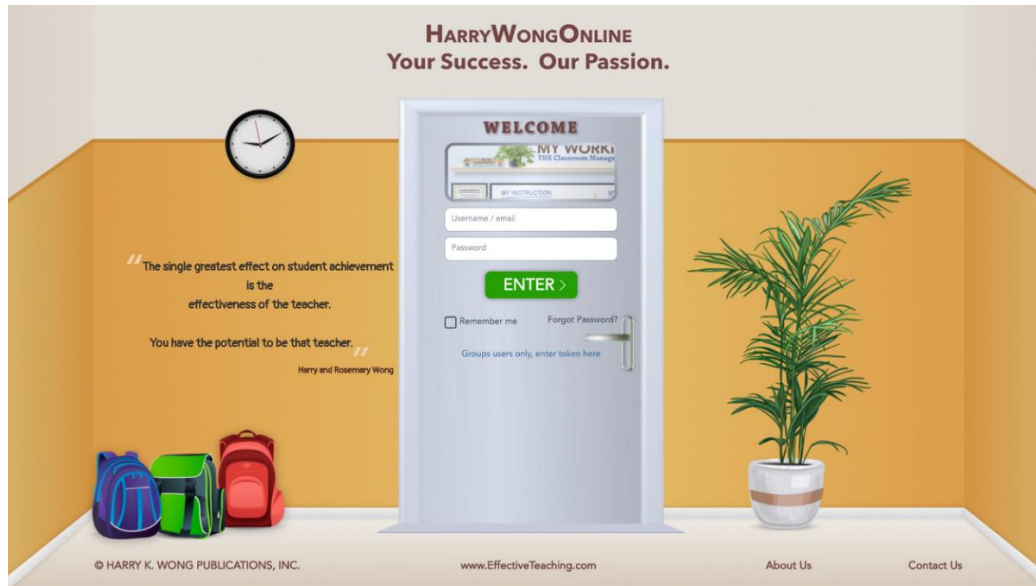 HARRYWONGONLINE
Your Success. Our Passion.
WELCOME
MY WORKI
THE Classroom Manage
MY INSTRUCTION
Username / email
Password
ENTER >
Remember me
Forgot Password?
Groups users only, enter token here
"The single greatest effect on student achievement
is the
effectiveness of the teacher.
You have the potential to be that teacher."
Harry and Rosemary Wong
© HARRY K. WONG PUBLICATIONS, INC.
www.EffectiveTeaching.com
About Us
Contact Us